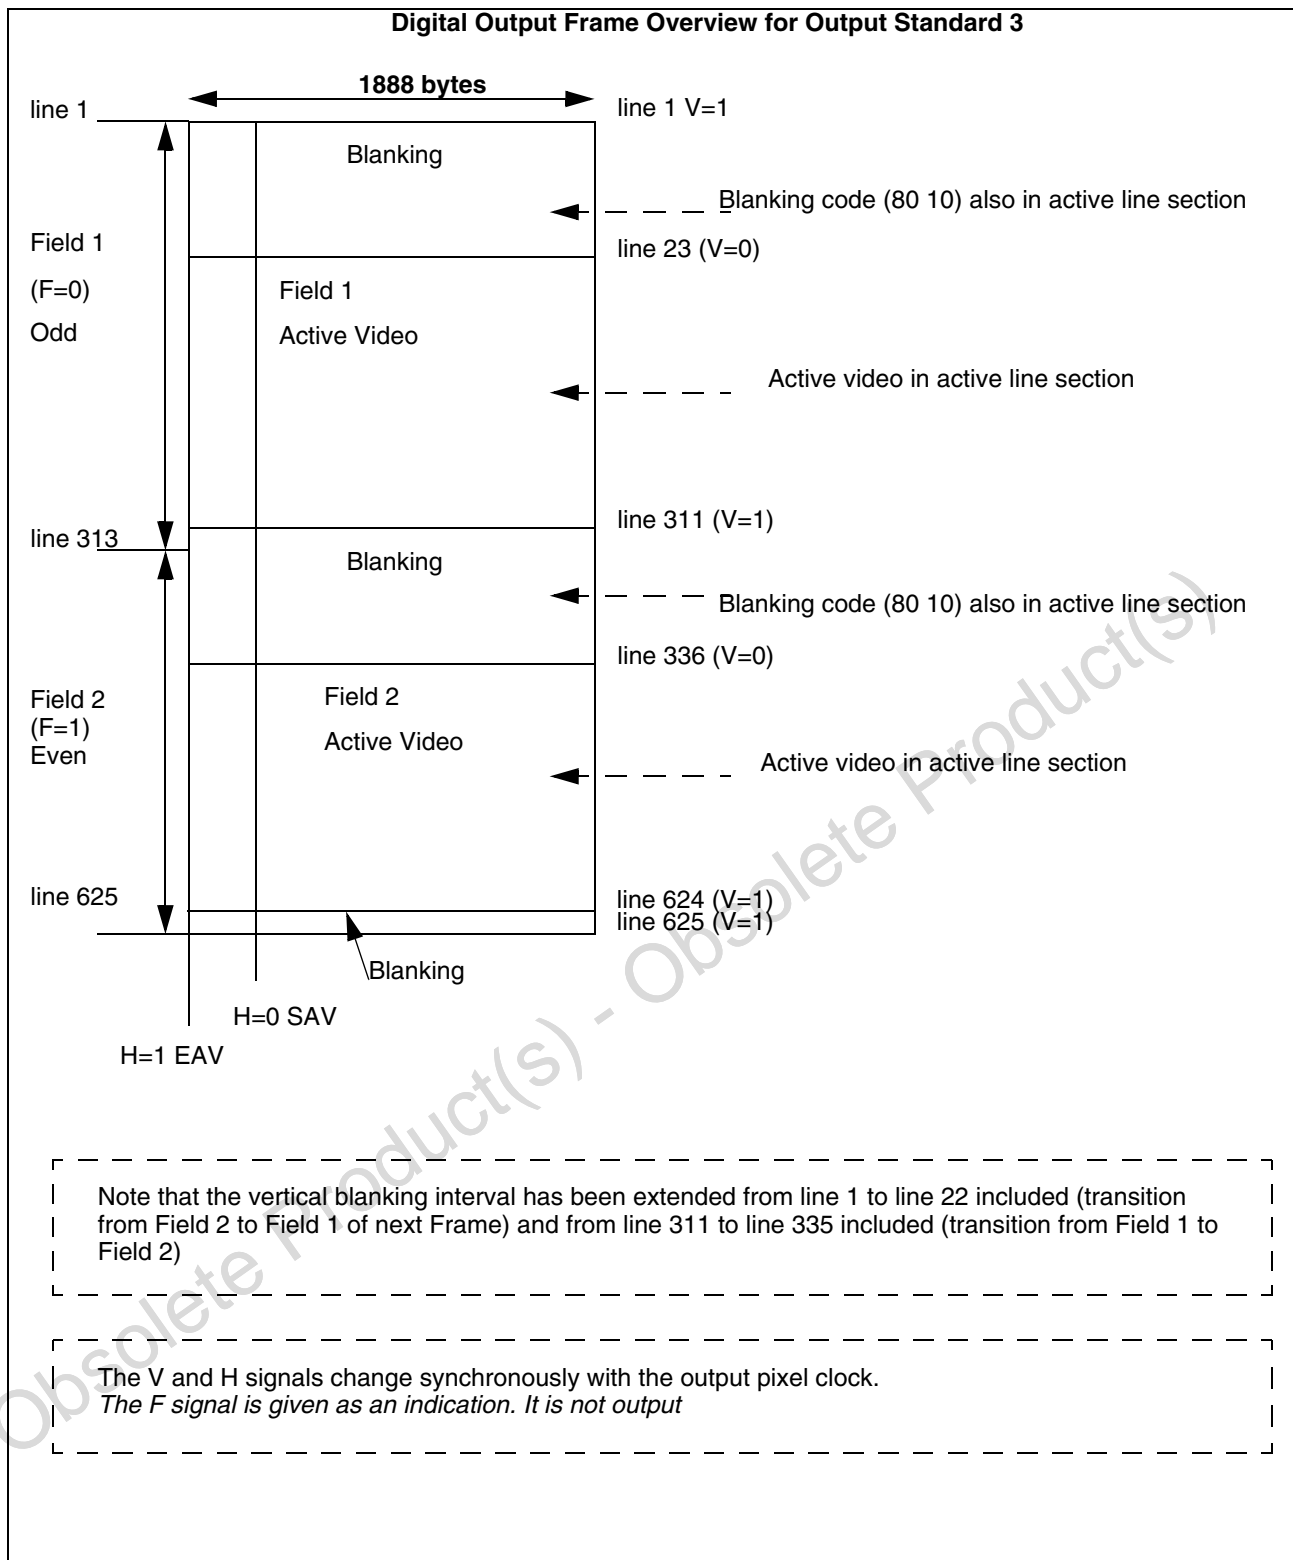 Digital Output Frame Overview for Output Standard 3
1888 bytes
line 1
line 1 V=1
Blanking
Blanking code (80 10) also in active line section
Field 1
(F=0)
Odd
line 23 (V=0)
Field 1
Active Video
Active video in active line section
line 311 (V=1)
line 313
Blanking
Blanking code (80 10) also in active line section
line 336 (V=0)
Field 2
(F=1)
Even
Field 2
Active Video
Active video in active line section
line 625
line 624 (V=1)
line 625 (V=1)
Blanking
H=0 SAV
H=1 EAV
Note that the vertical blanking interval has been extended from line 1 to line 22 included (transition
from Field 2 to Field 1 of next Frame) and from line 311 to line 335 included (transition from Field 1 to
Field 2)
The V and H signals change synchronously with the output pixel clock.
The F signal is given as an indication. It is not output
Obsolete Product(s) - Obsolete Product(s)